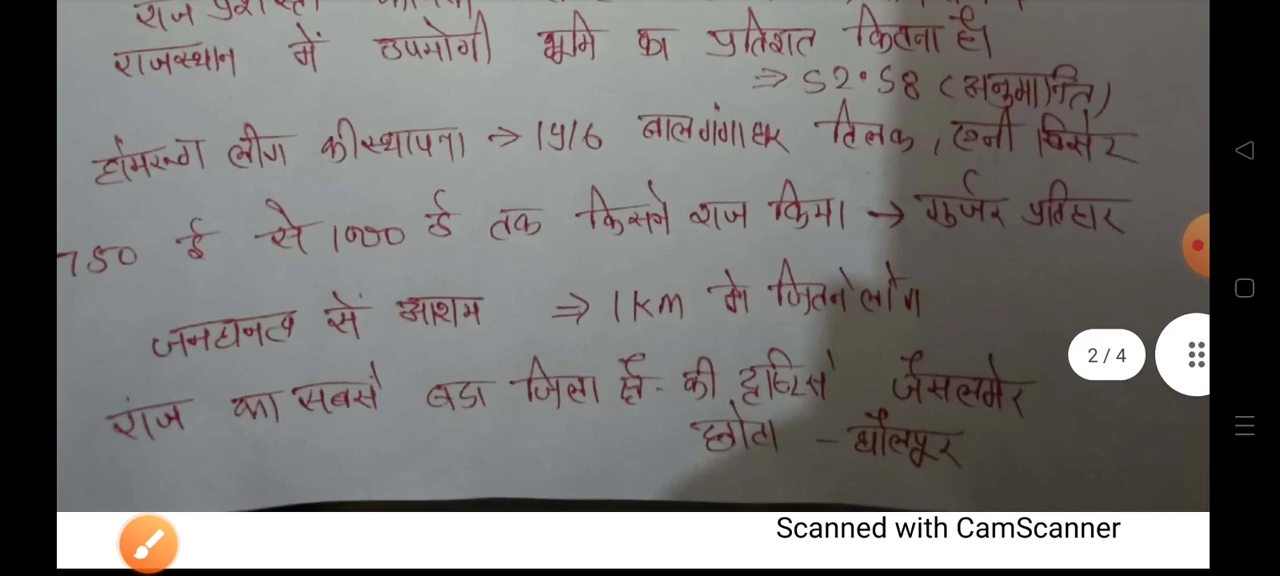 राज
राजस्थान में उपयोगी भूमि का प्रतिशत कितना है।
⇒ 52.58 (अनुमानित)
होमरूल लीग की स्थापना → 1916 बालगंगाधर तिलक, एनी बिसेंट
750 ई से 1000 ई तक किसने राज किया। → गुर्जर प्रतिहार
जनघनत्व से आशय ⇒ 1 KM में जितने लोग
राज का सबसे बडा जिला क्षे. की दृष्टि से जैसलमेर
छोटा - धौलपुर
2 / 4
Scanned with CamScanner